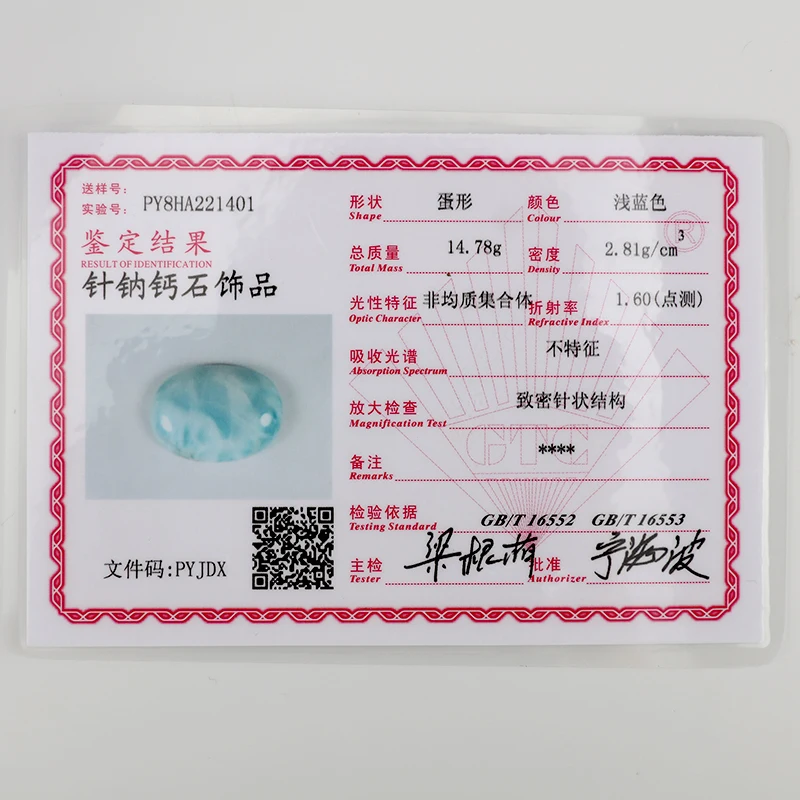 送样号:
实验号: PY8HA221401
鉴定结果
RESULT OF IDENTIFICATION
针钠钙石饰品
文件码:PYJDX
形状 蛋形 颜色 浅蓝色
Shape Colour
总质量 14.78g 密度 2.81g/cm³
Total Mass Density
光性特征 非均质集合体 折射率 1.60(点测)
Optic Character Refractive Index
吸收光谱 不特征
Absorption Spectrum
放大检查 致密针状结构
Magnification Test
GTC
备注 ****
Remarks
检验依据 GB/T 16552 GB/T 16553
Testing Standard
主检 批准
Tester Authorizer